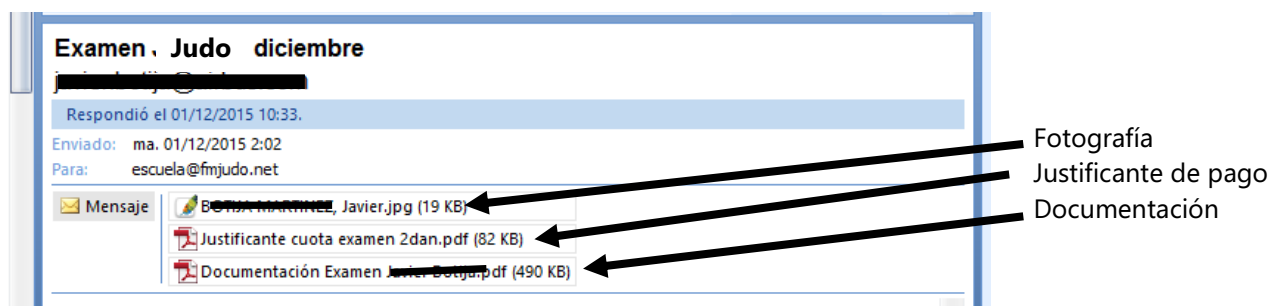 Examen Judo diciembre
Respondió el 01/12/2015 10:33.
Enviado: ma. 01/12/2015 2:02
Para: escuela@fmjudo.net
Mensaje
, Javier.jpg (19 KB)
Justificante cuota examen 2dan.pdf (82 KB)
Documentación Examen .pdf (490 KB)
Fotografía
Justificante de pago
Documentación